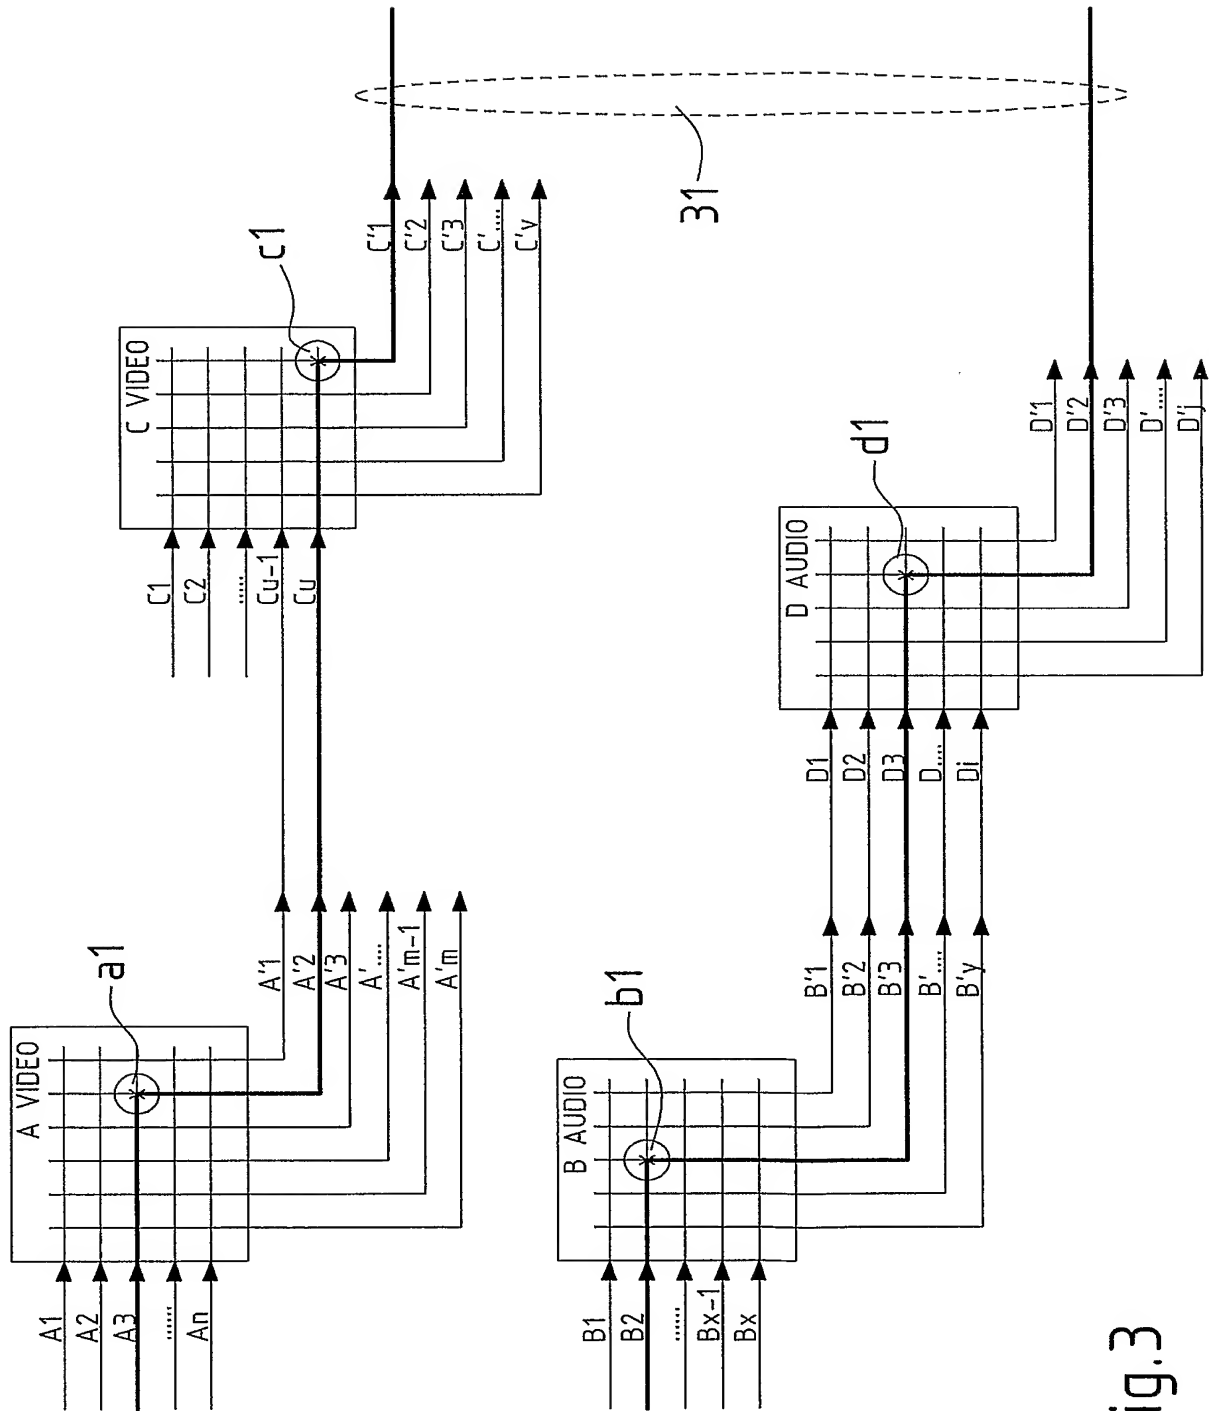 A VIDEO
A1
A2
A3
......
An
a1
A'1
A'2
A'3
A'....
A'm-1
A'm
C VIDEO
C1
C2
.....
Cu-1
Cu
c1
C'1
C'2
C'3
C'....
C'v
B AUDIO
B1
B2
......
Bx-1
Bx
b1
B'1
B'2
B'3
B'....
B'y
D AUDIO
D1
D2
D3
D....
Di
d1
D'1
D'2
D'3
D'....
D'j
31
ig.3